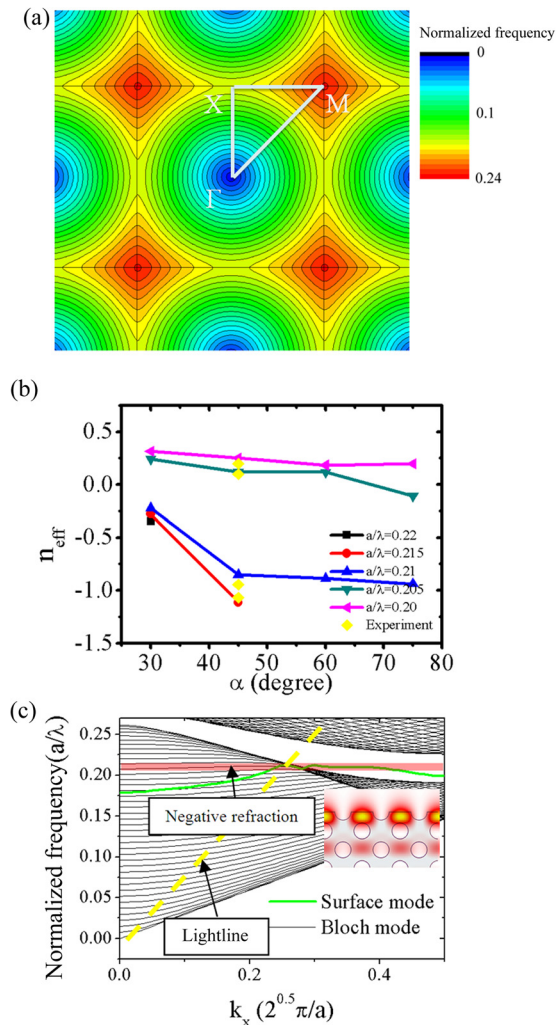 (a)
Normalized frequency
0
0.1
0.24
X
M
Γ
(b)
0.5
0.0
-0.5
-1.0
-1.5
n_eff
30 40 50 60 70 80
α (degree)
a/λ=0.22
a/λ=0.215
a/λ=0.21
a/λ=0.205
a/λ=0.20
Experiment
(c)
0.25
0.20
0.15
0.10
0.05
0.00
Normalized frequency(a/λ)
Negative refraction
Lightline
Surface mode
Bloch mode
0.0 0.2 0.4
kₓ (2^0.5π/a)